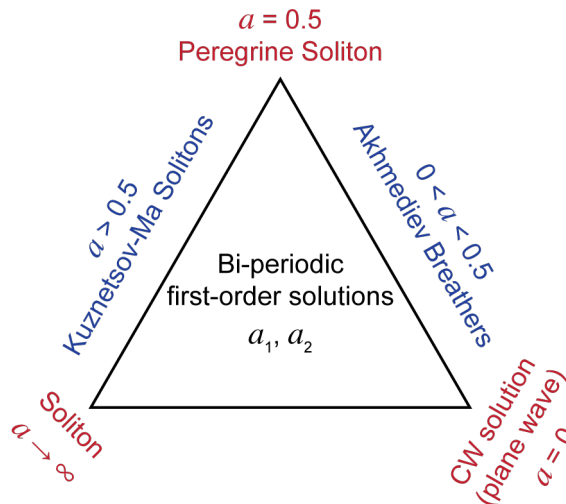 a = 0.5
Peregrine Soliton
a > 0.5
Kuznetsov-Ma Solitons
0 < a < 0.5
Akhmediev Breathers
Bi-periodic
first-order solutions
a₁, a₂
Soliton
a → ∞
CW solution
(plane wave)
a = 0